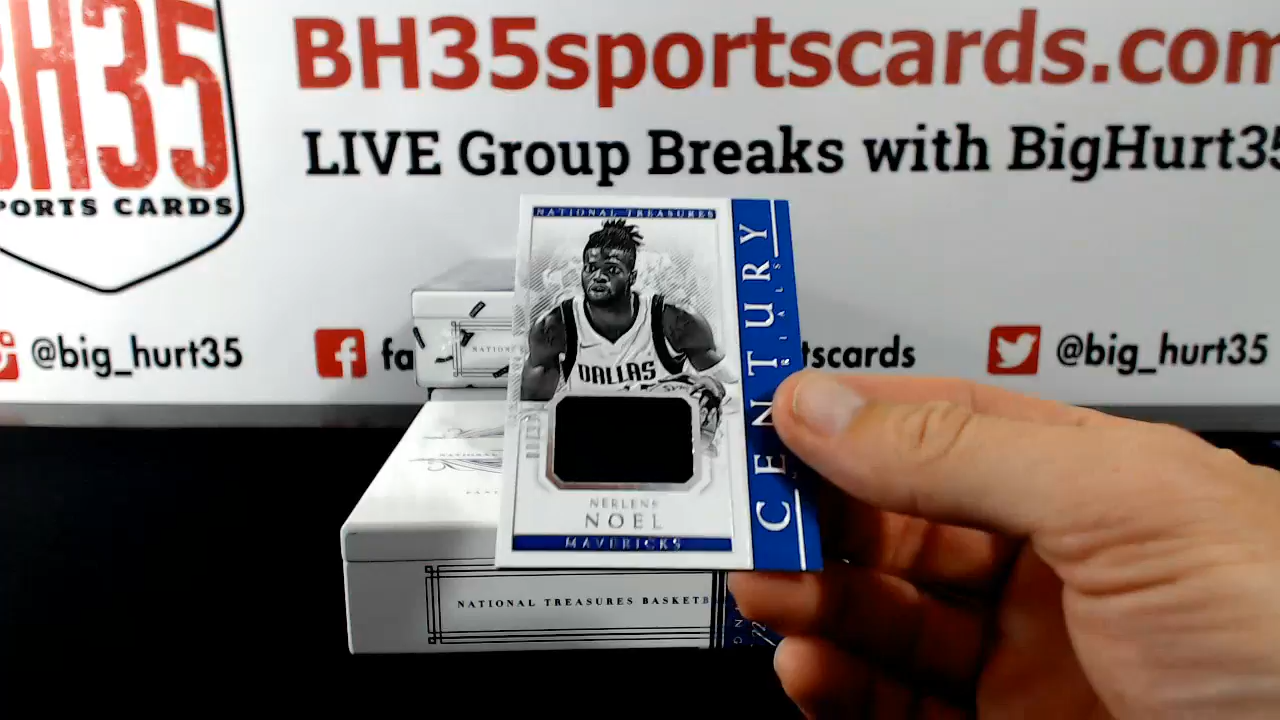 BH35
PORTS CARDS
BH35sportscards.com
LIVE Group Breaks with BigHurt35
@big_hurt35
fa
tscards
@big_hurt35
NATIONAL TREASURES
CENTURY
DALLAS
NERLENS
NOEL
MAVERICKS
NATIONAL TREASURES BASKETB